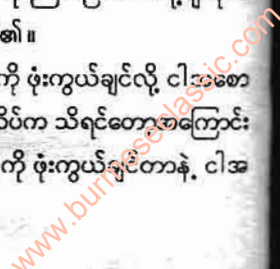 ၏။
ကို ဖုံးကွယ်ချင်လို့ ငါအစော
ပ်က သိရင်တော့အကြောင်း
ကို ဖုံးကွယ်ချင်တာနဲ့ ငါအ
www.burmeseclassic.com